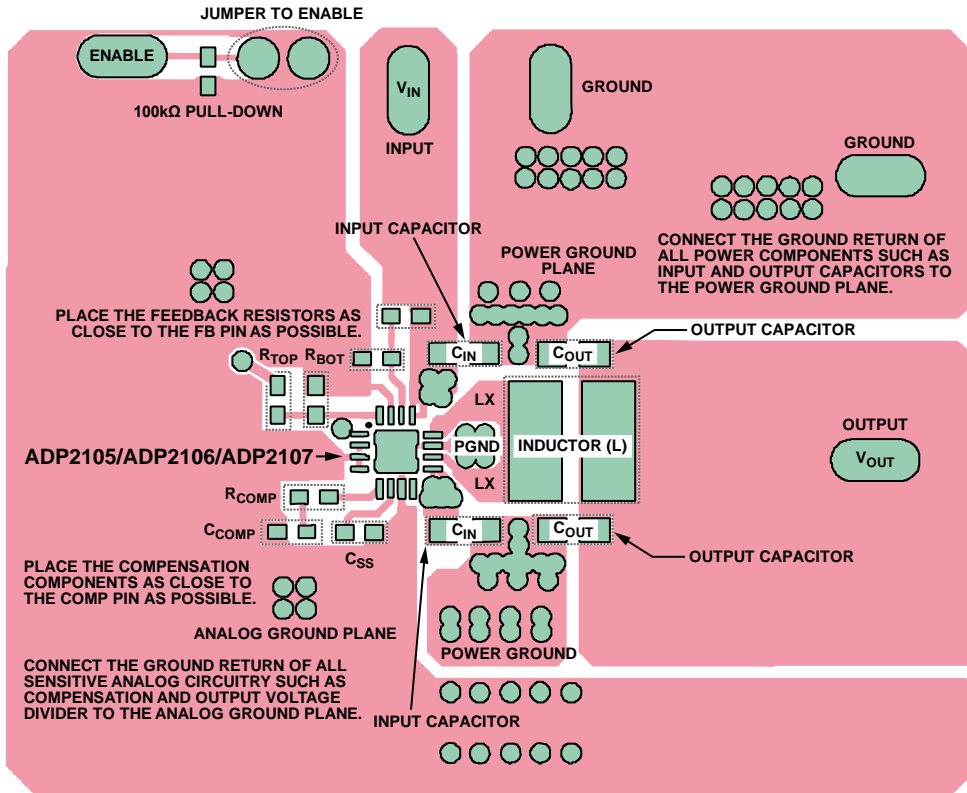 JUMPER TO ENABLE
ENABLE
100kΩ PULL-DOWN
VIN
INPUT
GROUND
GROUND
INPUT CAPACITOR
POWER GROUND
PLANE
CONNECT THE GROUND RETURN OF
ALL POWER COMPONENTS SUCH AS
INPUT AND OUTPUT CAPACITORS TO
THE POWER GROUND PLANE.
PLACE THE FEEDBACK RESISTORS AS
CLOSE TO THE FB PIN AS POSSIBLE.
OUTPUT CAPACITOR
RTOP
RBOT
CIN
COUT
LX
PGND
LX
INDUCTOR (L)
OUTPUT
VOUT
ADP2105/ADP2106/ADP2107
RCOMP
CCOMP
CSS
CIN
COUT
OUTPUT CAPACITOR
PLACE THE COMPENSATION
COMPONENTS AS CLOSE TO
THE COMP PIN AS POSSIBLE.
ANALOG GROUND PLANE
POWER GROUND
CONNECT THE GROUND RETURN OF ALL
SENSITIVE ANALOG CIRCUITRY SUCH AS
COMPENSATION AND OUTPUT VOLTAGE
DIVIDER TO THE ANALOG GROUND PLANE.
INPUT CAPACITOR